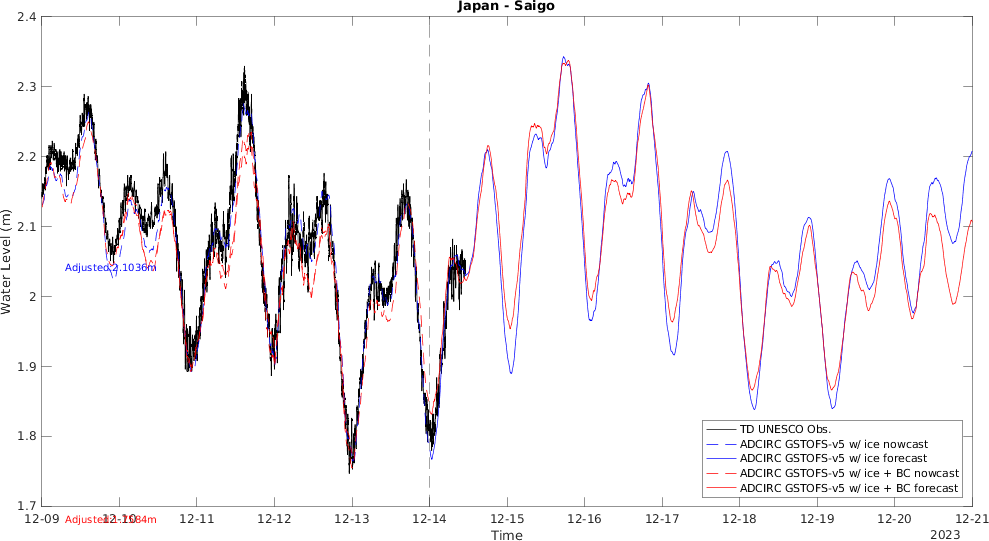 Japan - Saigo
Water Level (m)
2.4
2.3
2.2
2.1
2
1.9
1.8
1.7
Adjusted:2.1036m
TD UNESCO Obs.
ADCIRC GSTOFS-v5 w/ ice nowcast
ADCIRC GSTOFS-v5 w/ ice forecast
ADCIRC GSTOFS-v5 w/ ice + BC nowcast
ADCIRC GSTOFS-v5 w/ ice + BC forecast
12-09 12-10 12-11 12-12 12-13 12-14 12-15 12-16 12-17 12-18 12-19 12-20 12-21
Time
2023